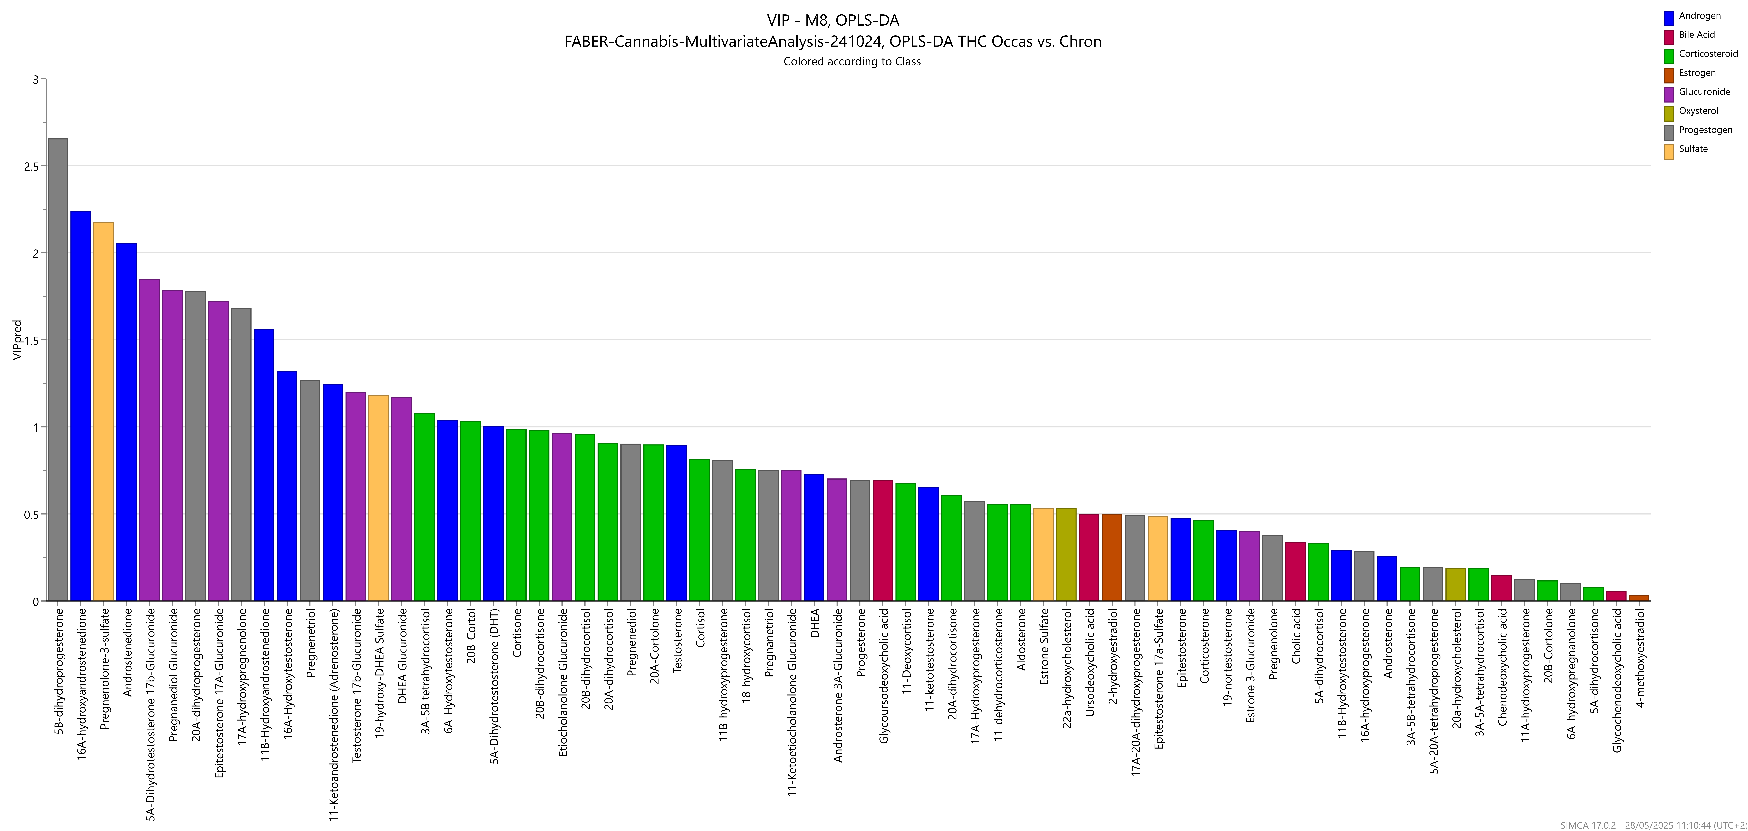 VIP - M8, OPLS-DA
FABER-Cannabis-MultivariateAnalysis-241024, OPLS-DA THC Occas vs. Chron
Colored according to Class
Androgen
Bile Acid
Corticosteroid
Estrogen
Glucuronide
Oxysterol
Progestogen
Sulfate
VIPpred
3
2.5
2
1.5
1
0.5
0
5B-dihydroprogesterone
16A-hydroxyandrostenedione
Pregnenolone-3-sulfate
Androstenedione
5A-Dihydrotestosterone 17b-Glucuronide
Pregnanediol Glucuronide
20A dihydroprogesterone
Epitestosterone 17A-Glucuronide
17A-hydroxypregnenolone
11B-Hydroxyandrostenedione
16A-Hydroxytestosterone
Pregnenetriol
11-Ketoandrostenedione (Adrenosterone)
Testosterone 17b-Glucuronide
19-hydroxy-DHEA Sulfate
DHEA Glucuronide
3A-5B tetrahydrocortisol
6A Hydroxytestosterone
20B Cortol
5A-Dihydrotestosterone (DHT)
Cortisone
20B-dihydrocortisone
Etiocholanolone Glucuronide
20B-dihydrocortisol
20A-dihydrocortisol
Pregnenediol
20A-Cortolone
Testosterone
Cortisol
11B hydroxyprogesterone
18 hydroxycortisol
Pregnanetriol
11-Ketoetiocholanolone Glucuronide
DHEA
Androsterone 3A-Glucuronide
Progesterone
Glycoursodeoxycholic acid
11-Deoxycortisol
11-ketotestosterone
20A-dihydrocortisone
17A Hydroxyprogesterone
11 dehydrocorticosterone
Aldosterone
Estrone Sulfate
22a-hydroxycholesterol
Ursodeoxycholic acid
2-hydroxyestradiol
17A-20A-dihydroxyprogesterone
Epitestosterone 17a-Sulfate
Epitestosterone
Corticosterone
19-nortestosterone
Estrone 3-Glucuronide
Pregnenolone
Cholic acid
5A-dihydrocortisol
11B-Hydroxytestosterone
16A-hydroxyprogesterone
Androsterone
3A-5B-tetrahydrocortisone
5A-20A-tetrahydroprogesterone
20a-hydroxycholesterol
3A-5A-tetrahydrocortisol
Chenodeoxycholic acid
11A-hydroxyprogesterone
20B-Cortolone
6A hydroxypregnanolone
5A dihydrocortisone
Glycochenodeoxycholic acid
4-methoxyestradiol
SIMCA 17.0.2 - 28/05/2025 11:10:44 (UTC+2)